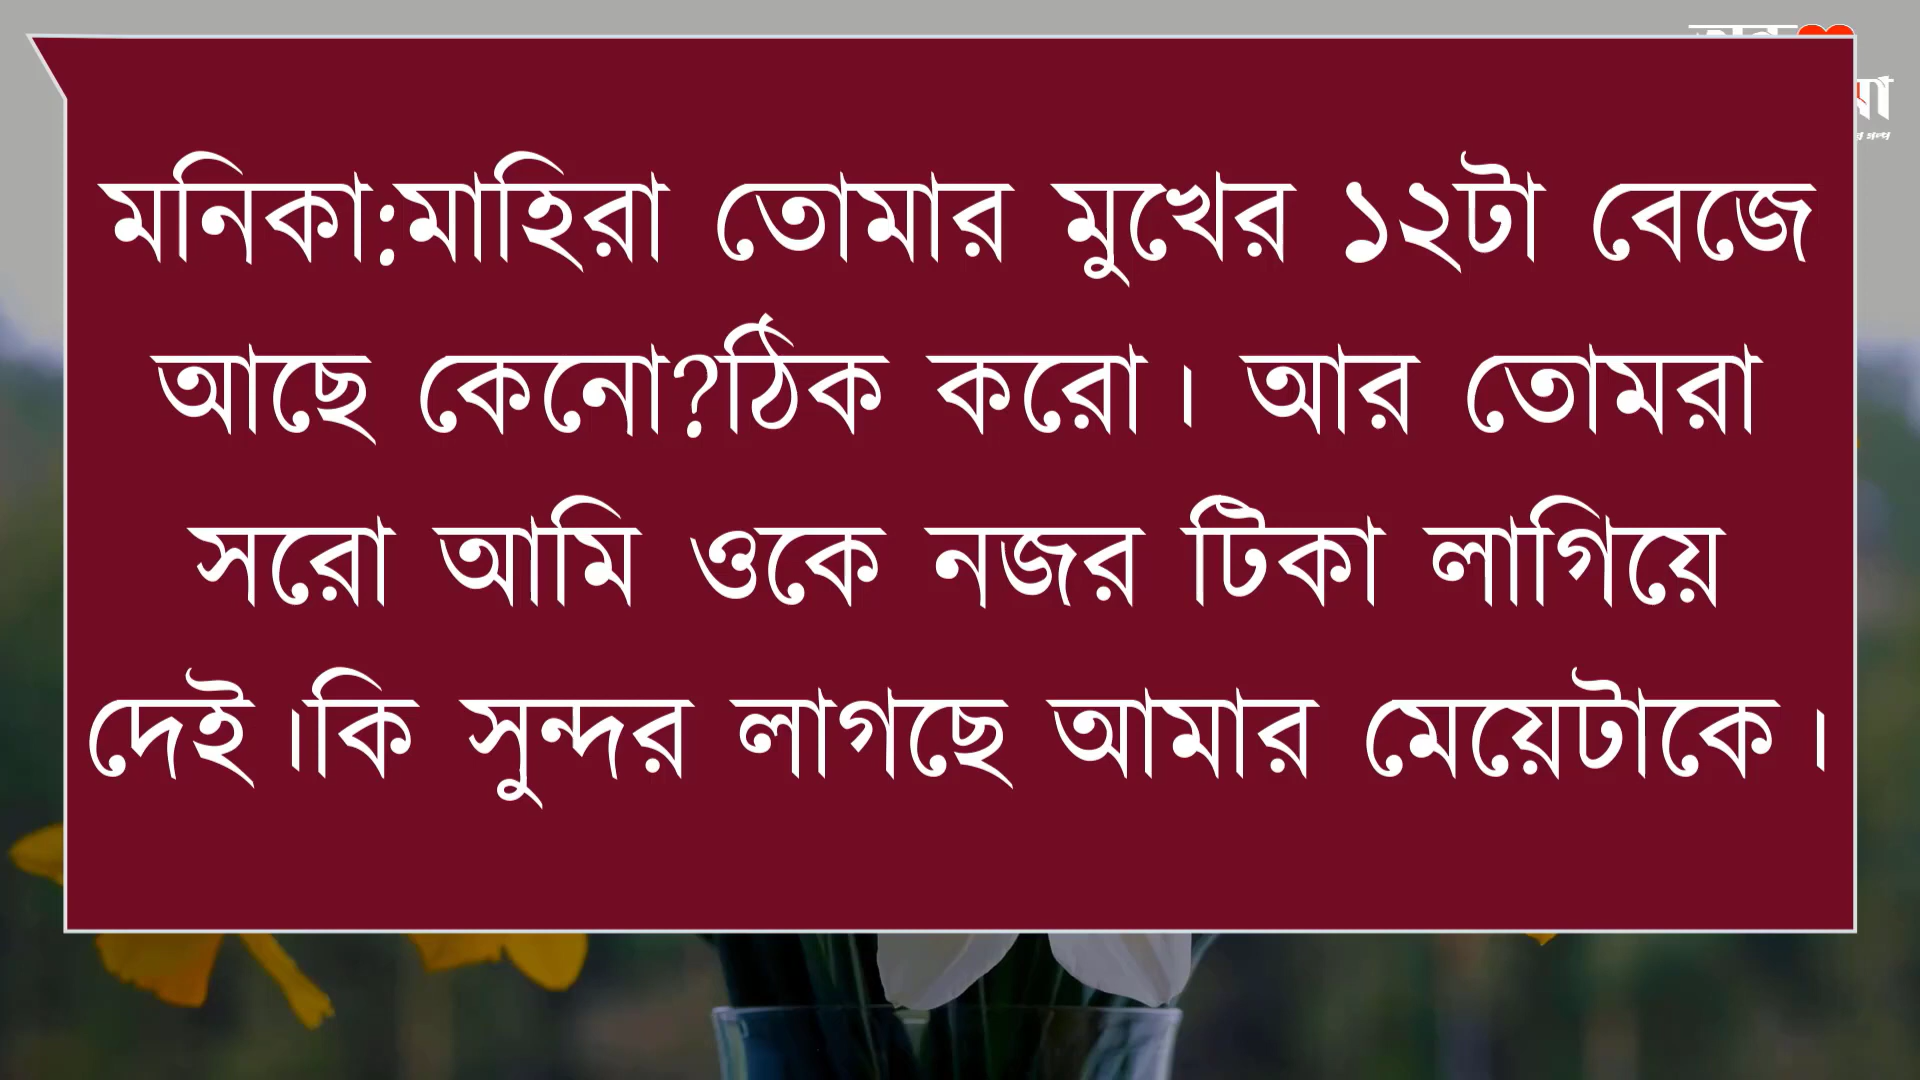 মনিকা:মাহিরা তোমার মুখের ১২টা বেজে
আছে কেনো?ঠিক করো। আর তোমরা
সরো আমি ওকে নজর টিকা লাগিয়ে
দেই।কি সুন্দর লাগছে আমার মেয়েটাকে।